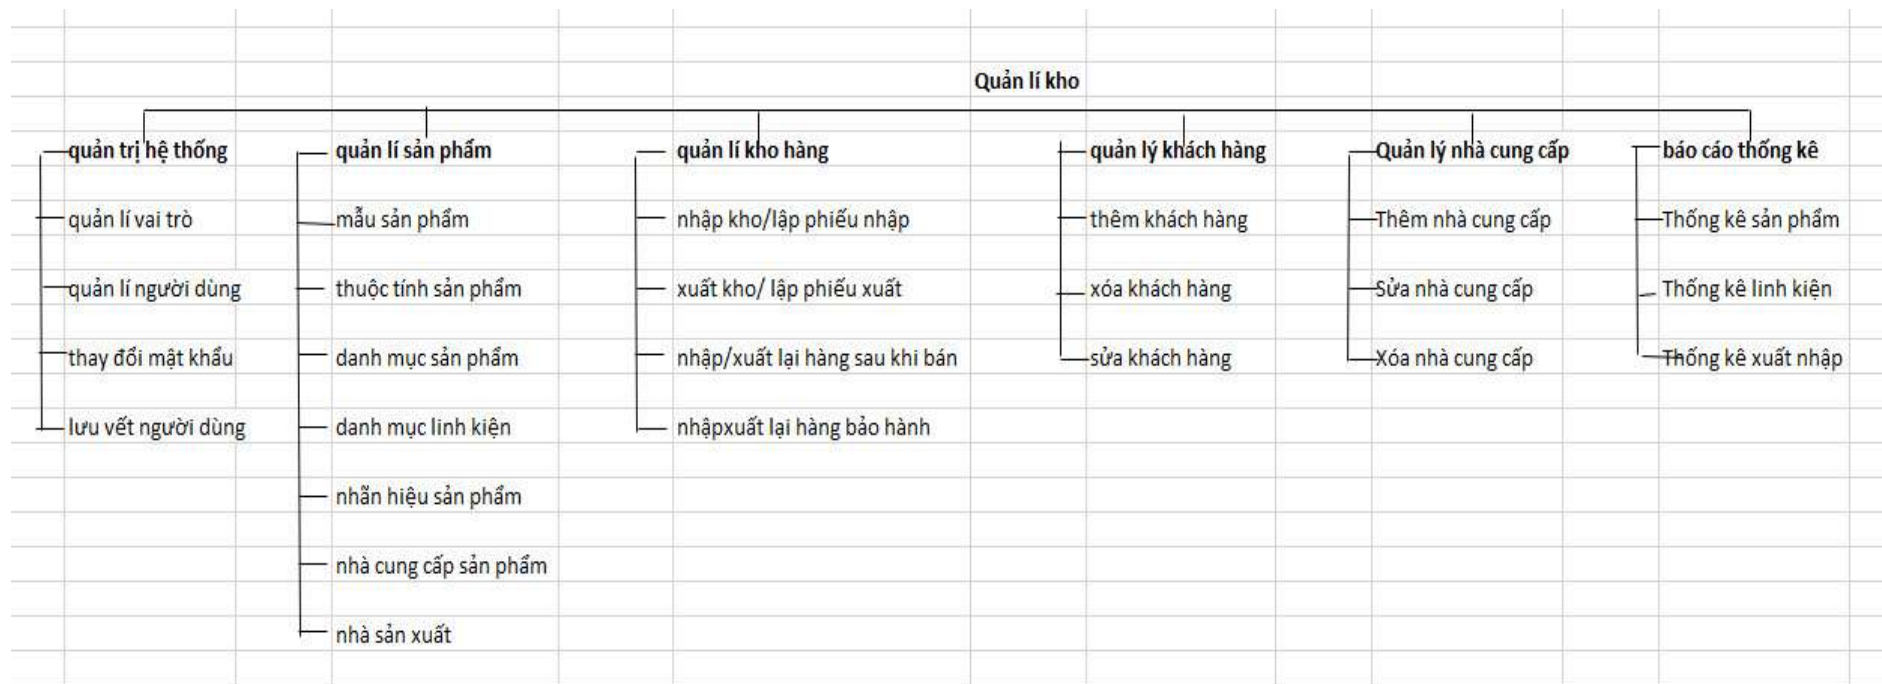 Quản lí kho
quản trị hệ thống
quản lí vai trò
quản lí người dùng
thay đổi mật khẩu
lưu vết người dùng
quản lí sản phẩm
mẫu sản phẩm
thuộc tính sản phẩm
danh mục sản phẩm
danh mục linh kiện
nhãn hiệu sản phẩm
nhà cung cấp sản phẩm
nhà sản xuất
quản lí kho hàng
nhập kho/lập phiếu nhập
xuất kho/ lập phiếu xuất
nhập/xuất lại hàng sau khi bán
nhậpxuất lại hàng bảo hành
quản lý khách hàng
thêm khách hàng
xóa khách hàng
sửa khách hàng
Quản lý nhà cung cấp
Thêm nhà cung cấp
Sửa nhà cung cấp
Xóa nhà cung cấp
báo cáo thống kê
Thống kê sản phẩm
Thống kê linh kiện
Thống kê xuất nhập